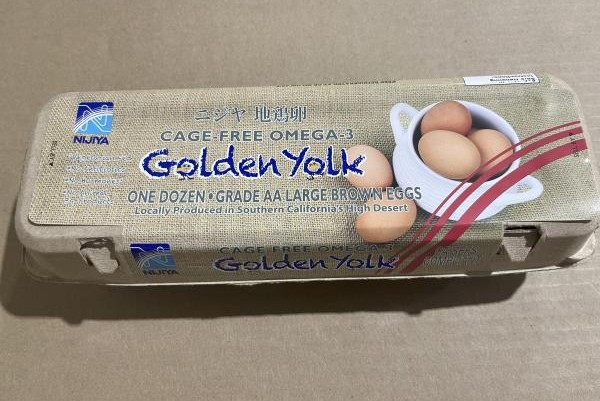 NIJIYA
ニジヤ 地鶏卵
CAGE-FREE OMEGA-3
Golden Yolk
ONE DOZEN • GRADE AA LARGE BROWN EGGS
Locally Produced in Southern California's High Desert
NIJIYA
CAGE FREE OMEGA
Golden Yolk